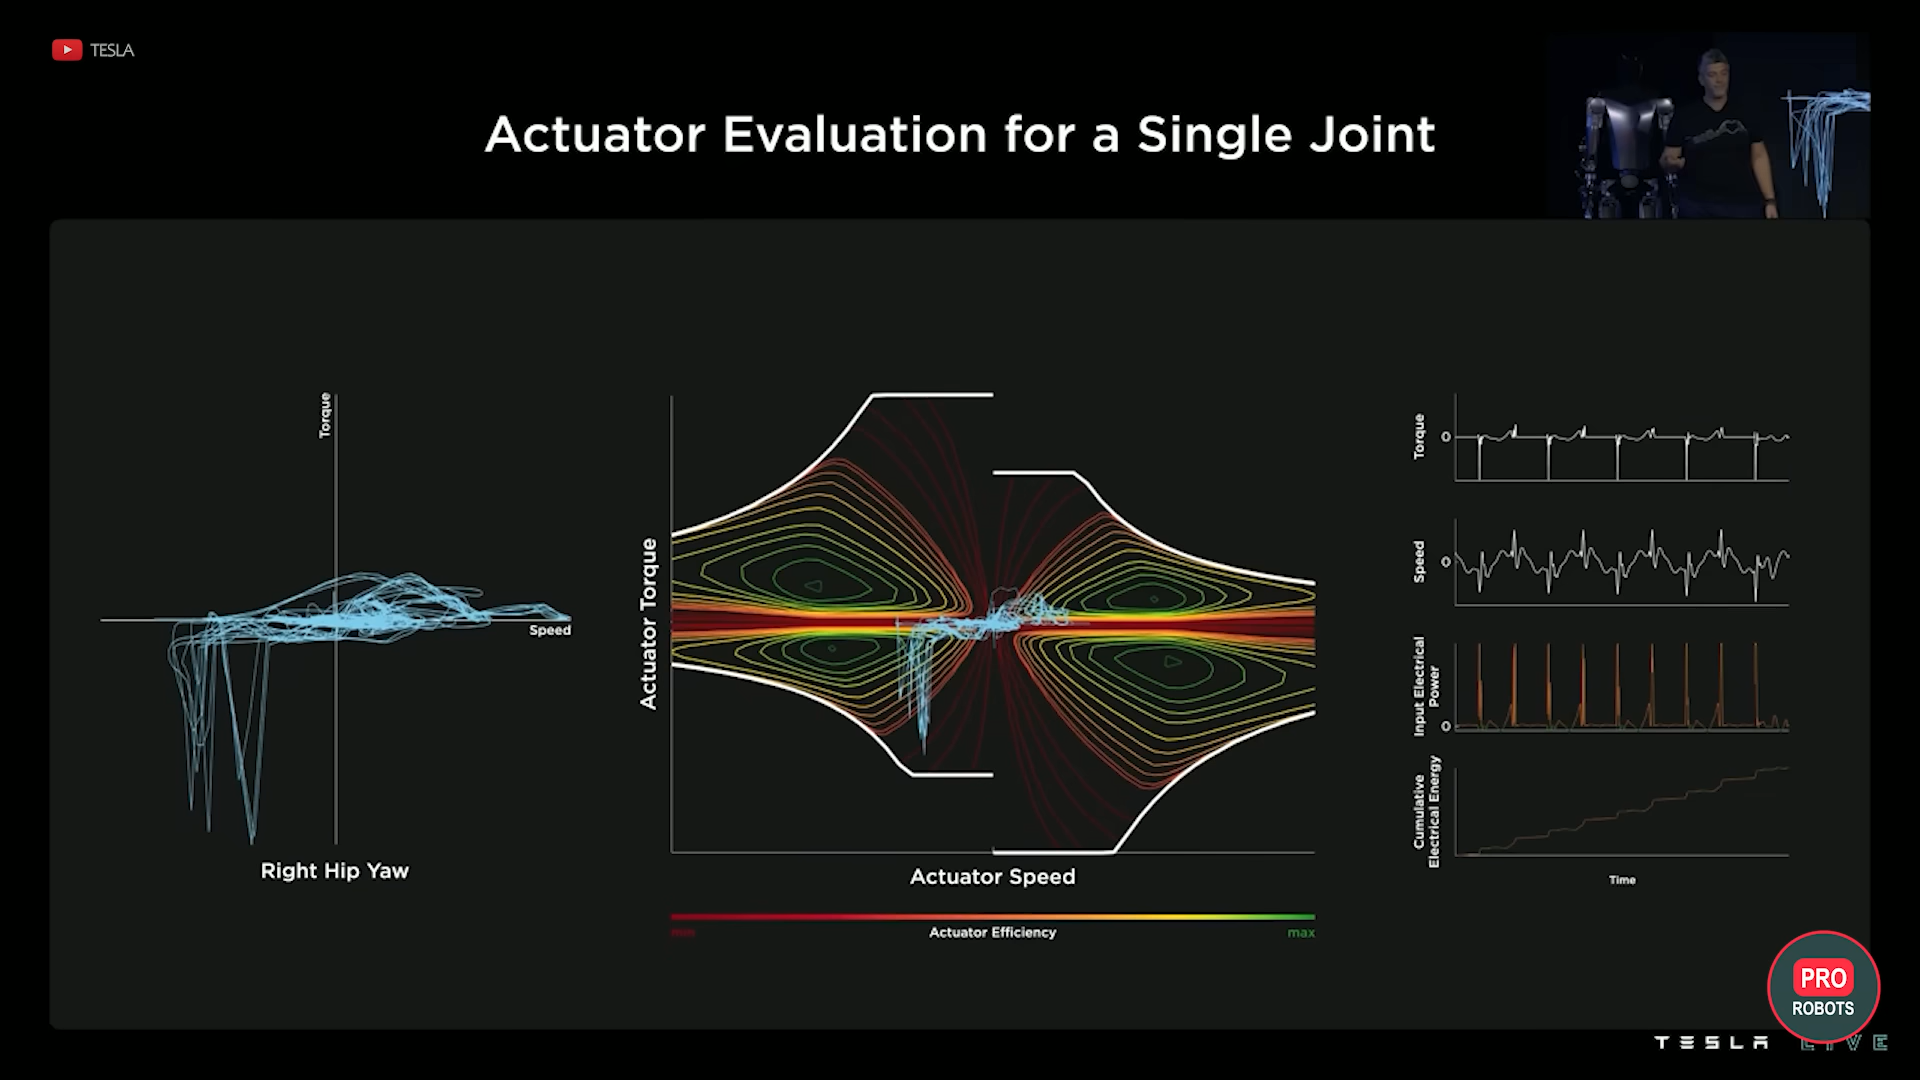 TESLA
Actuator Evaluation for a Single Joint
Torque
Speed
Right Hip Yaw
Actuator Torque
Actuator Speed
min
Actuator Efficiency
max
Torque
0
Speed
0
Input Electrical
Power
0
Cumulative
Electrical Energy
Time
PRO
ROBOTS
TESLA LIVE